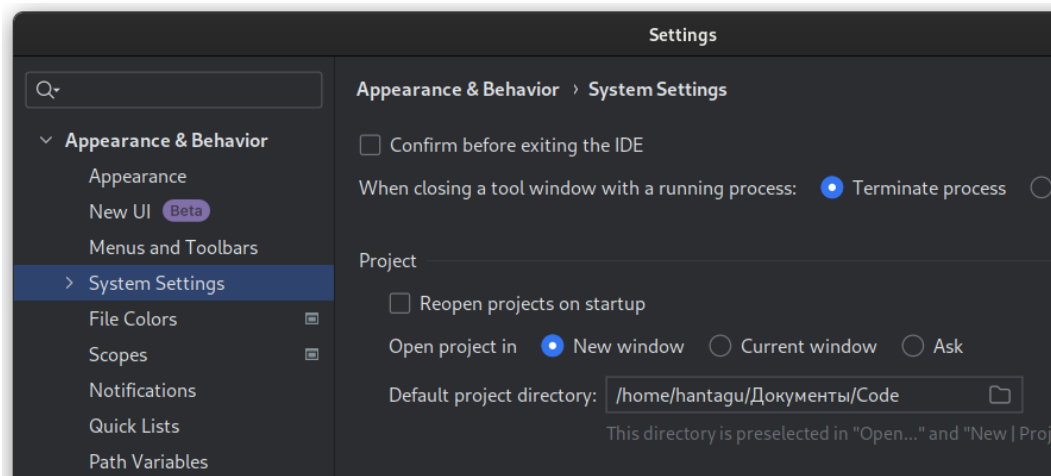 Settings
Appearance & Behavior
Appearance
New UI Beta
Menus and Toolbars
System Settings
File Colors
Scopes
Notifications
Quick Lists
Path Variables
Appearance & Behavior › System Settings
Confirm before exiting the IDE
When closing a tool window with a running process: Terminate process
Project
Reopen projects on startup
Open project in New window Current window Ask
Default project directory: /home/hantagu/Документы/Code
This directory is preselected in "Open..." and "New | Proj